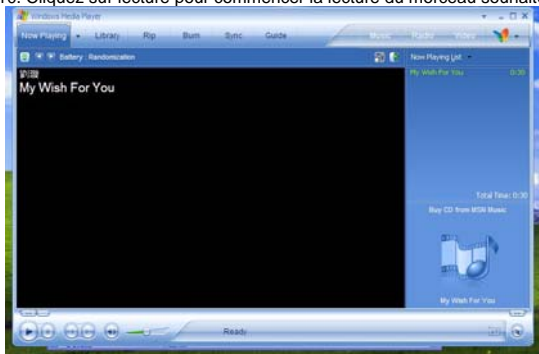 Cliquez sur lecture pour commencer la lecture du morceau
Windows Media Player
Now Playing Library Rip Burn Sync Guide Music Radio Video
Battery : Randomization
Now Playing List
My Wish For You
My Wish For You 0:30
Total Time: 0:30
Buy CD from MSN Music
My Wish For You
Ready